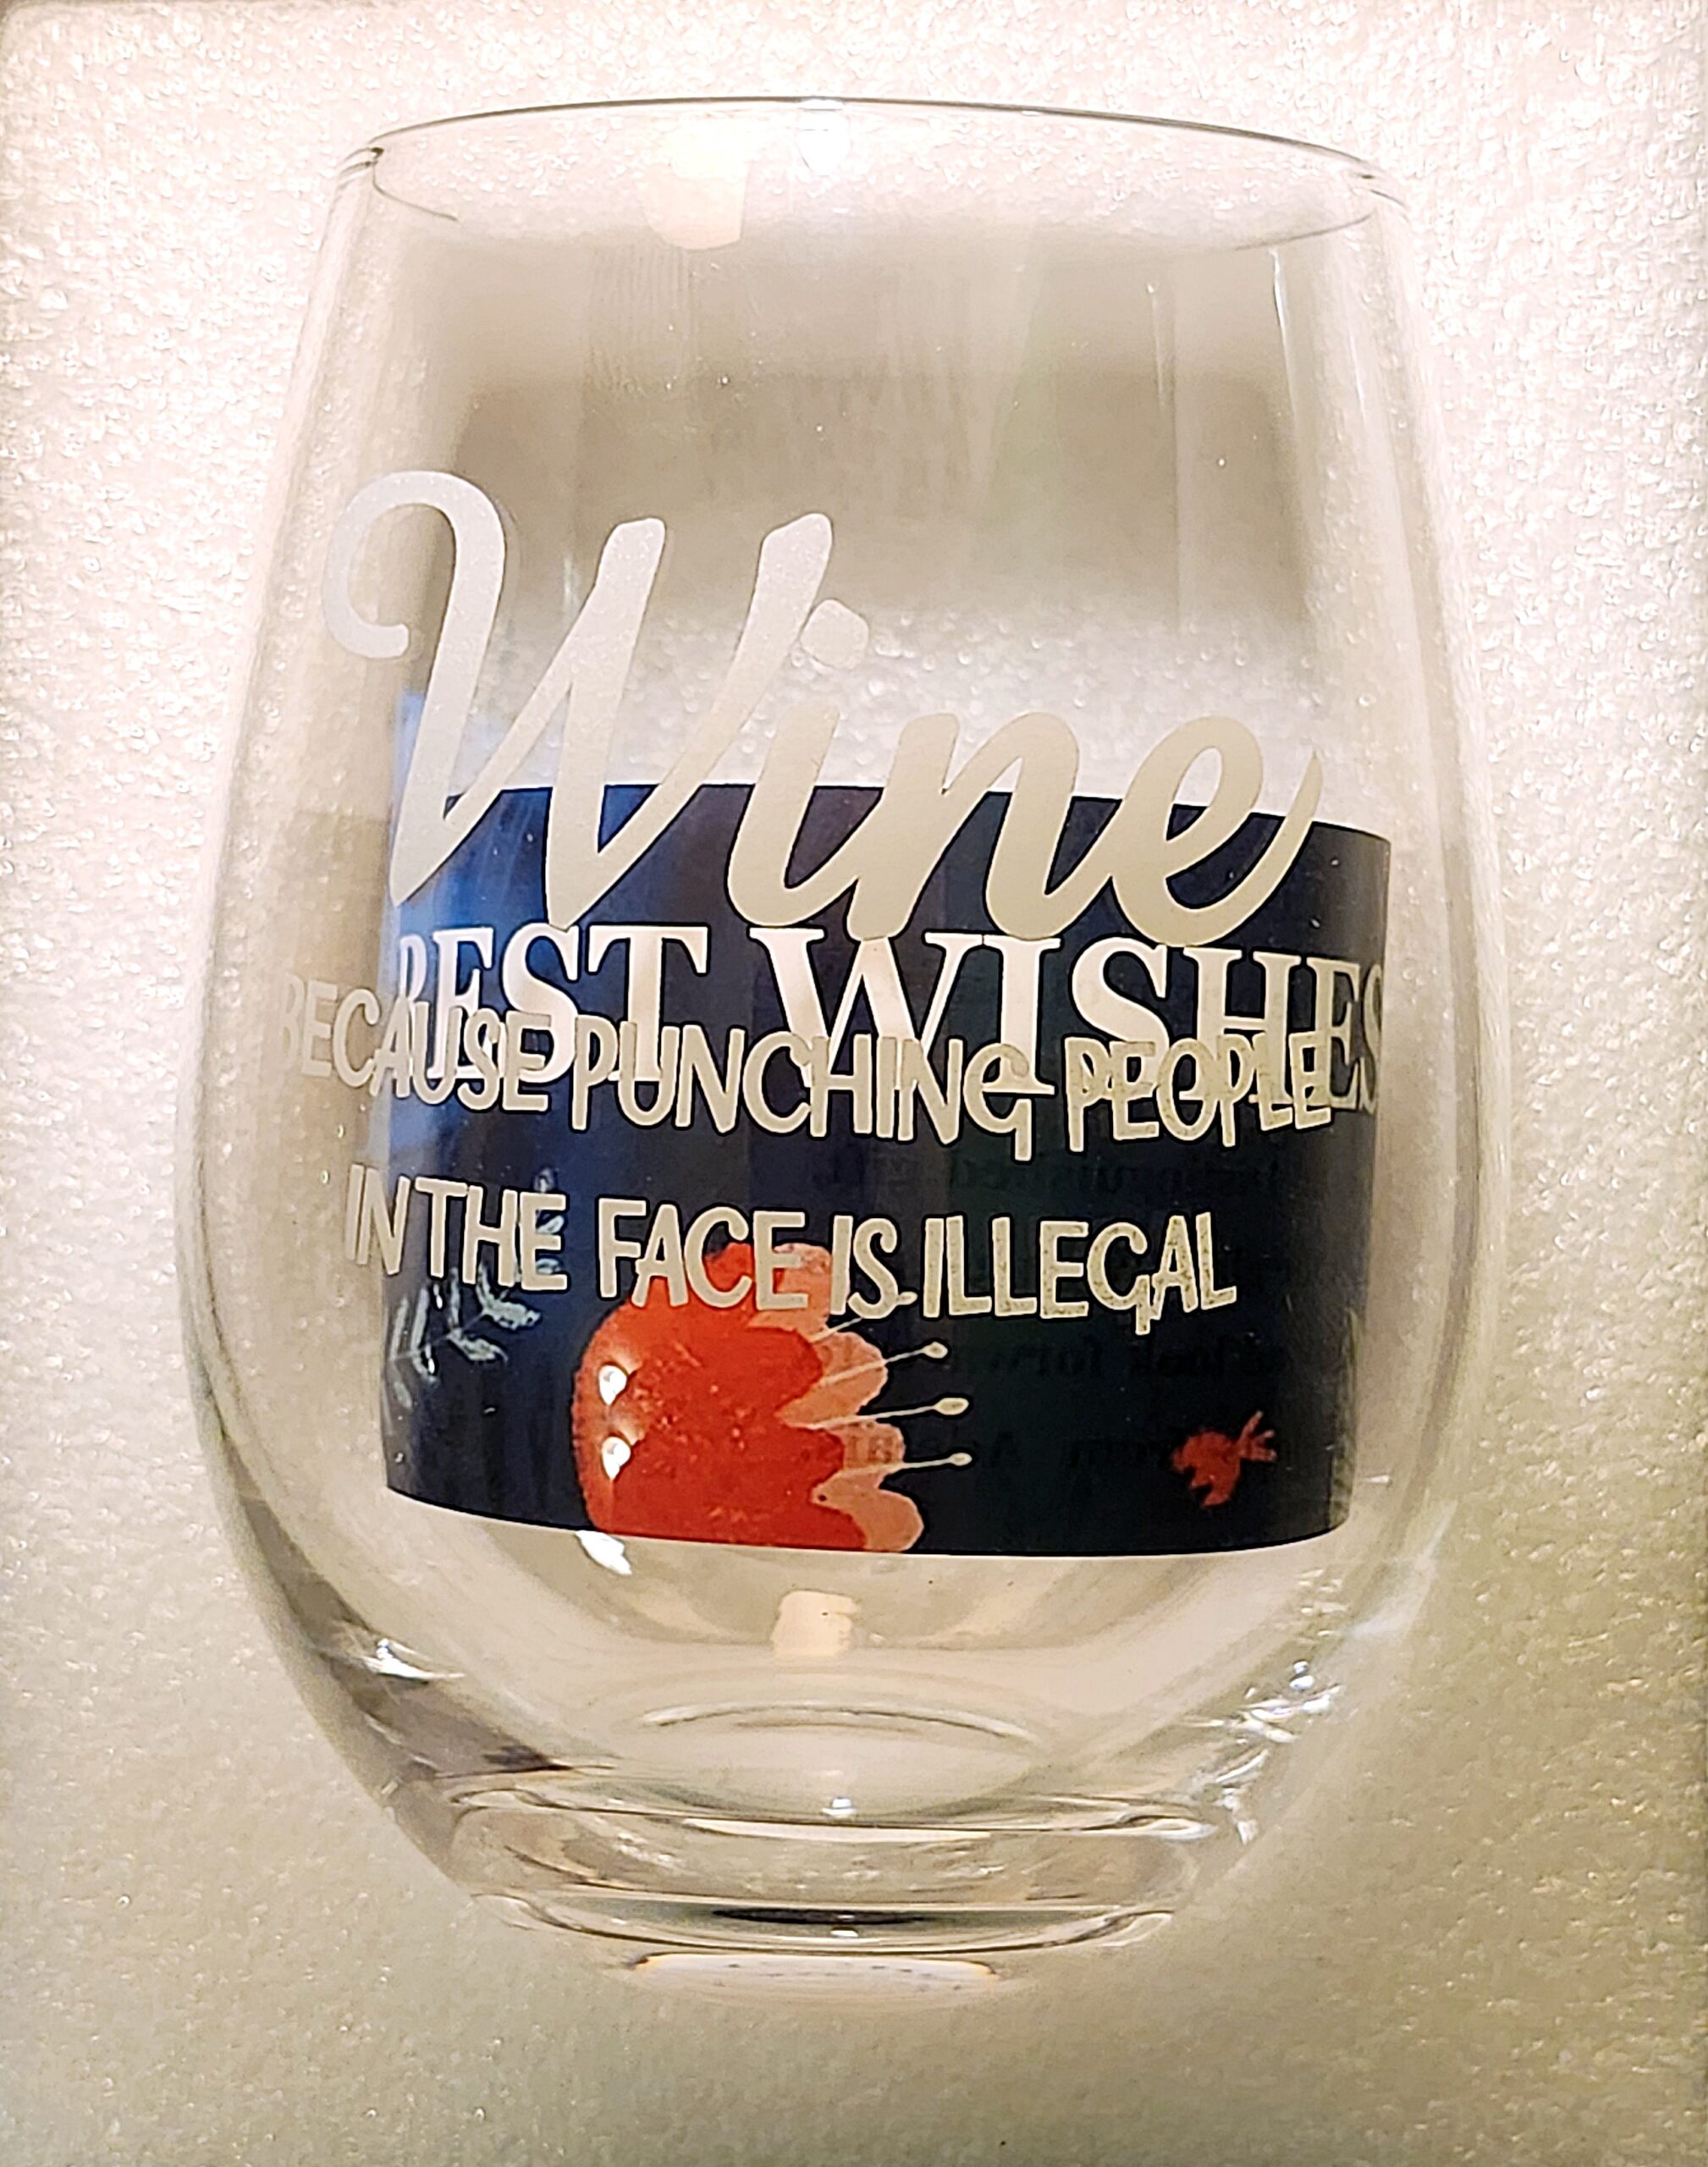 Wine
BEST WISHES
BECAUSE PUNCHING PEOPLE
IN THE FACE IS ILLEGAL